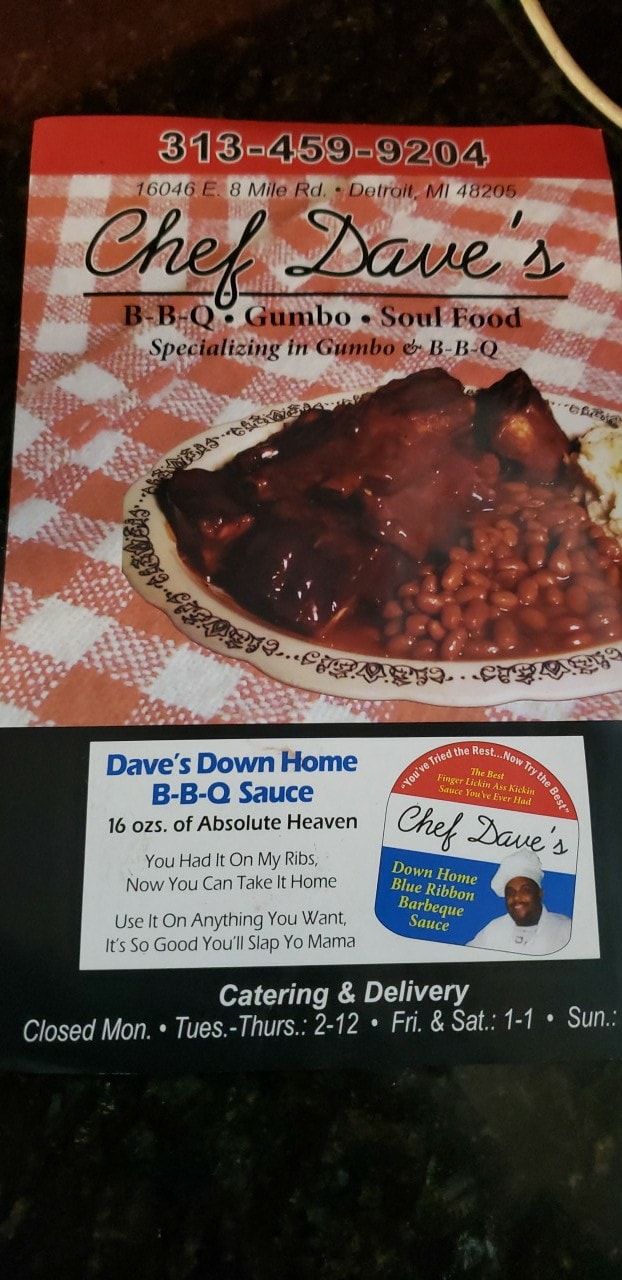 313-459-9204
16046 E. 8 Mile Rd. • Detroit, MI 48205
Chef Dave's
B-B-Q • Gumbo • Soul Food
Specializing in Gumbo & B-B-Q
Dave's Down Home
B-B-Q Sauce
16 ozs. of Absolute Heaven
You Had It On My Ribs,
Now You Can Take It Home
Use It On Anything You Want,
It's So Good You'll Slap Yo Mama
"You've Tried the Rest...Now Try the Best"
The Best
Finger Lickin Ass Kickin
Sauce You've Ever Had
Chef Dave's
Down Home
Blue Ribbon
Barbeque
Sauce
Catering & Delivery
Closed Mon. • Tues.-Thurs.: 2-12 • Fri. & Sat.: 1-1 • Sun.: